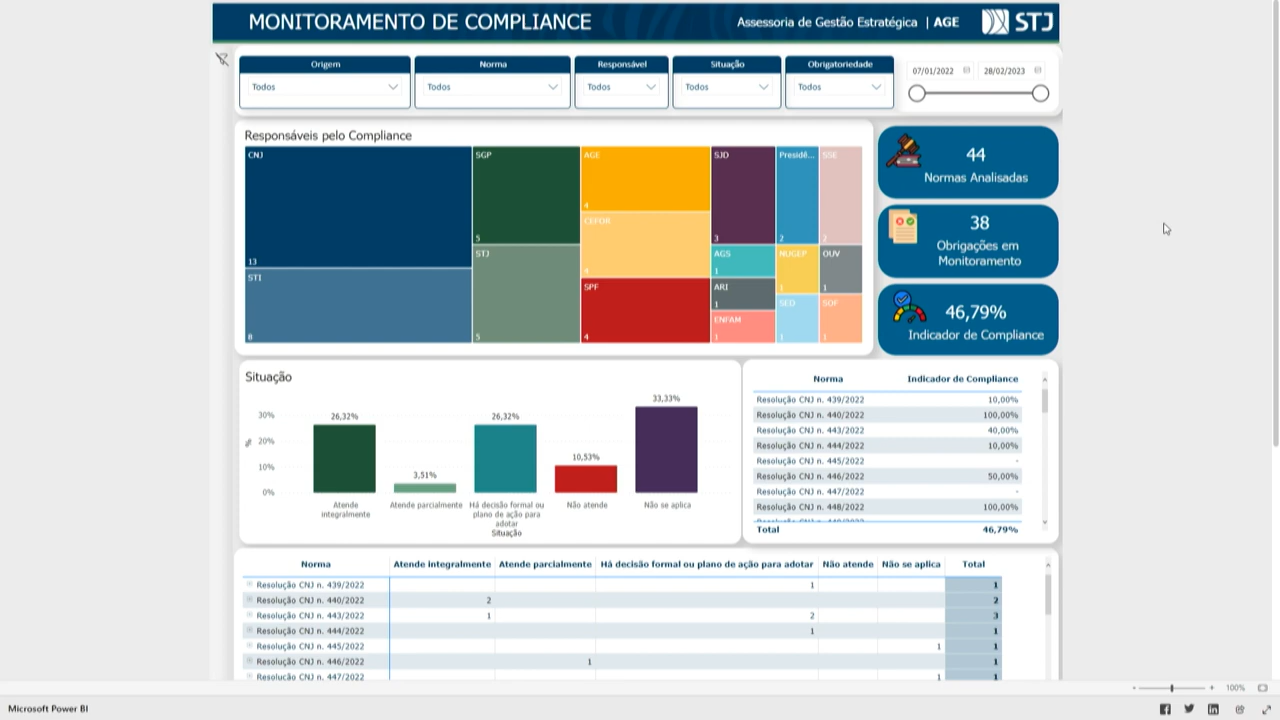 MONITORAMENTO DE COMPLIANCE
Assessoria de Gestão Estratégica | AGE
STJ
Origem
Norma
Responsável
Situação
Obrigatoriedade
Todos
Todos
Todos
Todos
Todos
07/01/2022
28/02/2023
Responsáveis pelo Compliance
CNJ
13
STI
8
SGP
5
STJ
5
AGE
4
CEFOR
4
SPF
4
SJD
3
AGS
1
ARI
1
ENFAM
1
Presidê...
2
NUGEP
1
SED
1
SSE
2
OUV
1
SOF
1
44
Normas Analisadas
38
Obrigações em
Monitoramento
46,79%
Indicador de Compliance
Situação
%
30%
20%
10%
0%
26,32%
3,51%
26,32%
10,53%
33,33%
Atende
integralmente
Atende parcialmente
Há decisão formal ou
plano de ação para
adotar
Não atende
Não se aplica
Situação
Norma Indicador de Compliance
Resolução CNJ n. 439/2022 10,00%
Resolução CNJ n. 440/2022 100,00%
Resolução CNJ n. 443/2022 40,00%
Resolução CNJ n. 444/2022 10,00%
Resolução CNJ n. 445/2022 -
Resolução CNJ n. 446/2022 50,00%
Resolução CNJ n. 447/2022 -
Resolução CNJ n. 448/2022 100,00%
Total 46,79%
Norma Atende integralmente Atende parcialmente Há decisão formal ou plano de ação para adotar Não atende Não se aplica Total
Resolução CNJ n. 439/2022 1 1
Resolução CNJ n. 440/2022 2 2
Resolução CNJ n. 443/2022 1 2 3
Resolução CNJ n. 444/2022 1 1
Resolução CNJ n. 445/2022 1 1
Resolução CNJ n. 446/2022 1 1
Resolução CNJ n. 447/2022 1 1
- + 100%
Microsoft Power BI